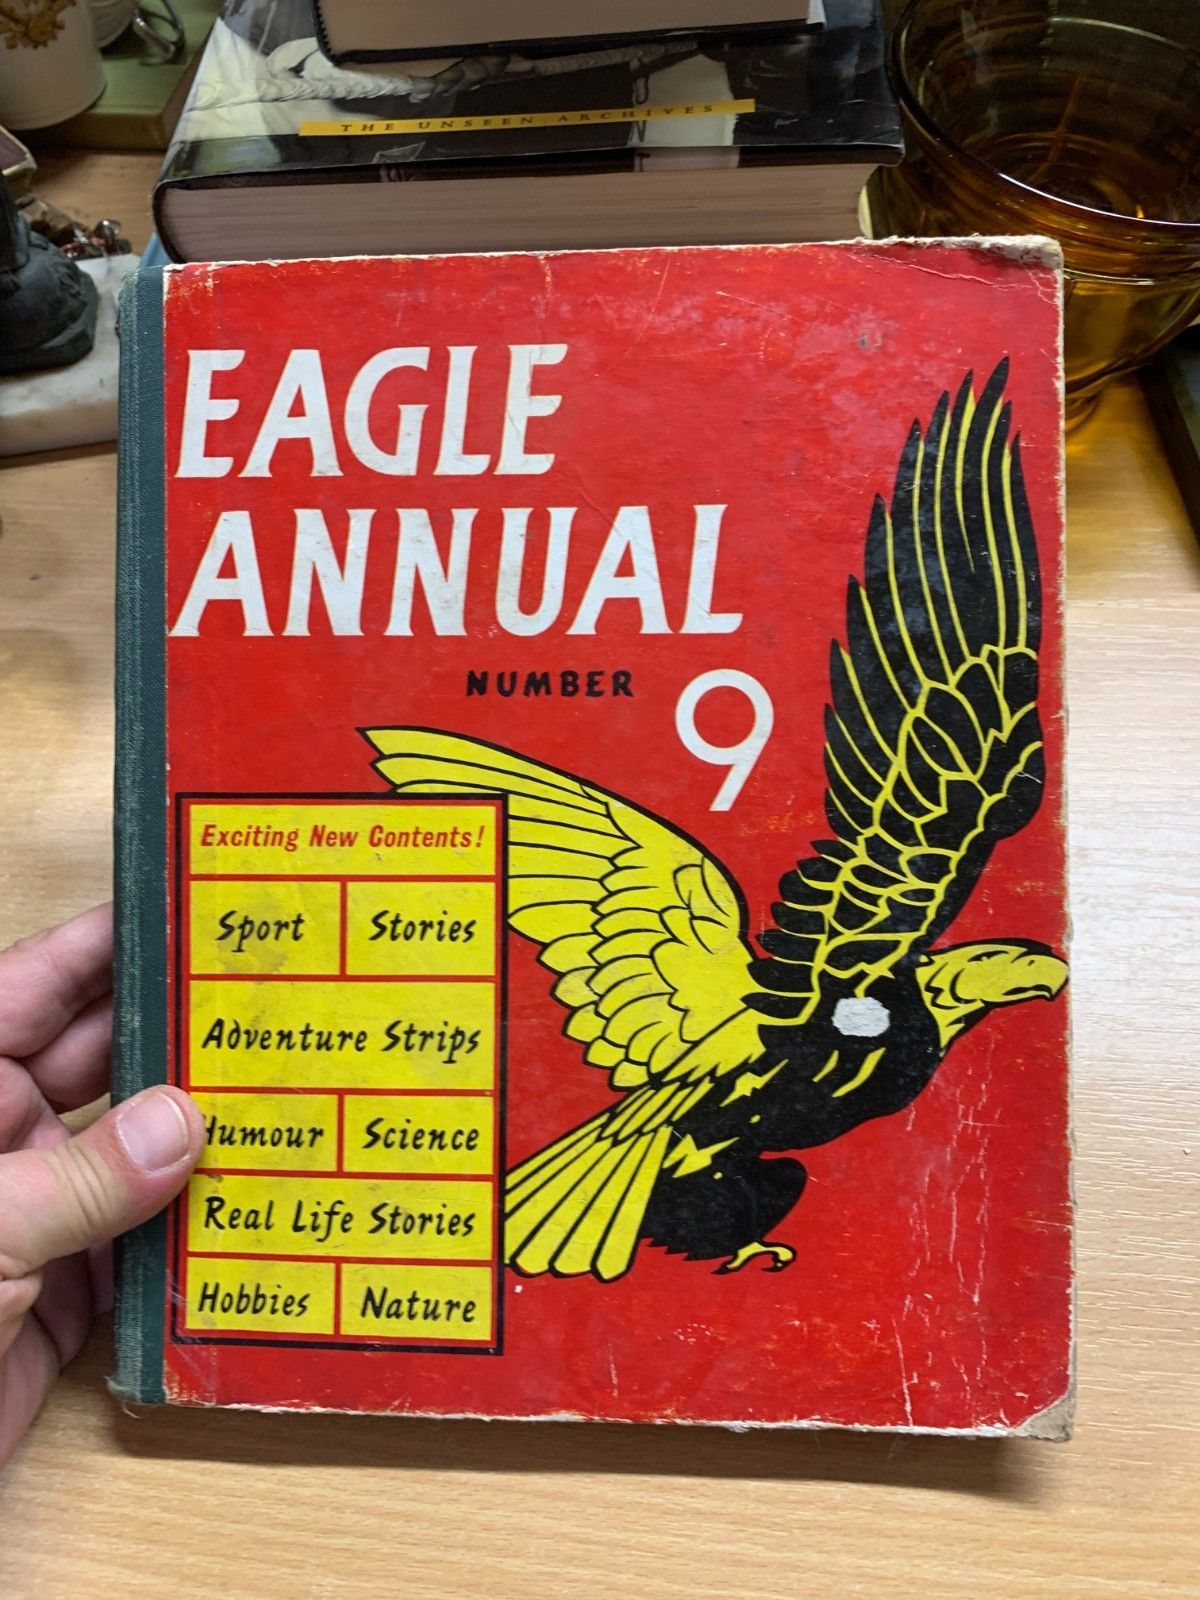 THE UNSEEN ARCHIVES
EAGLE
ANNUAL
NUMBER 9
Exciting New Contents!
Sport Stories
Adventure Strips
Humour Science
Real Life Stories
Hobbies Nature